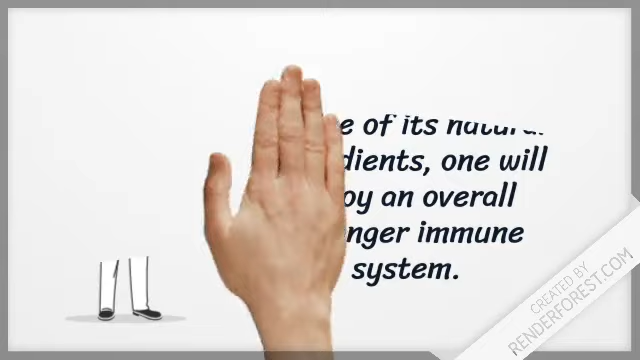 e of its natural
dients, one will
oy an overall
nger immune
system.
CREATED BY
RENDERFOREST.COM